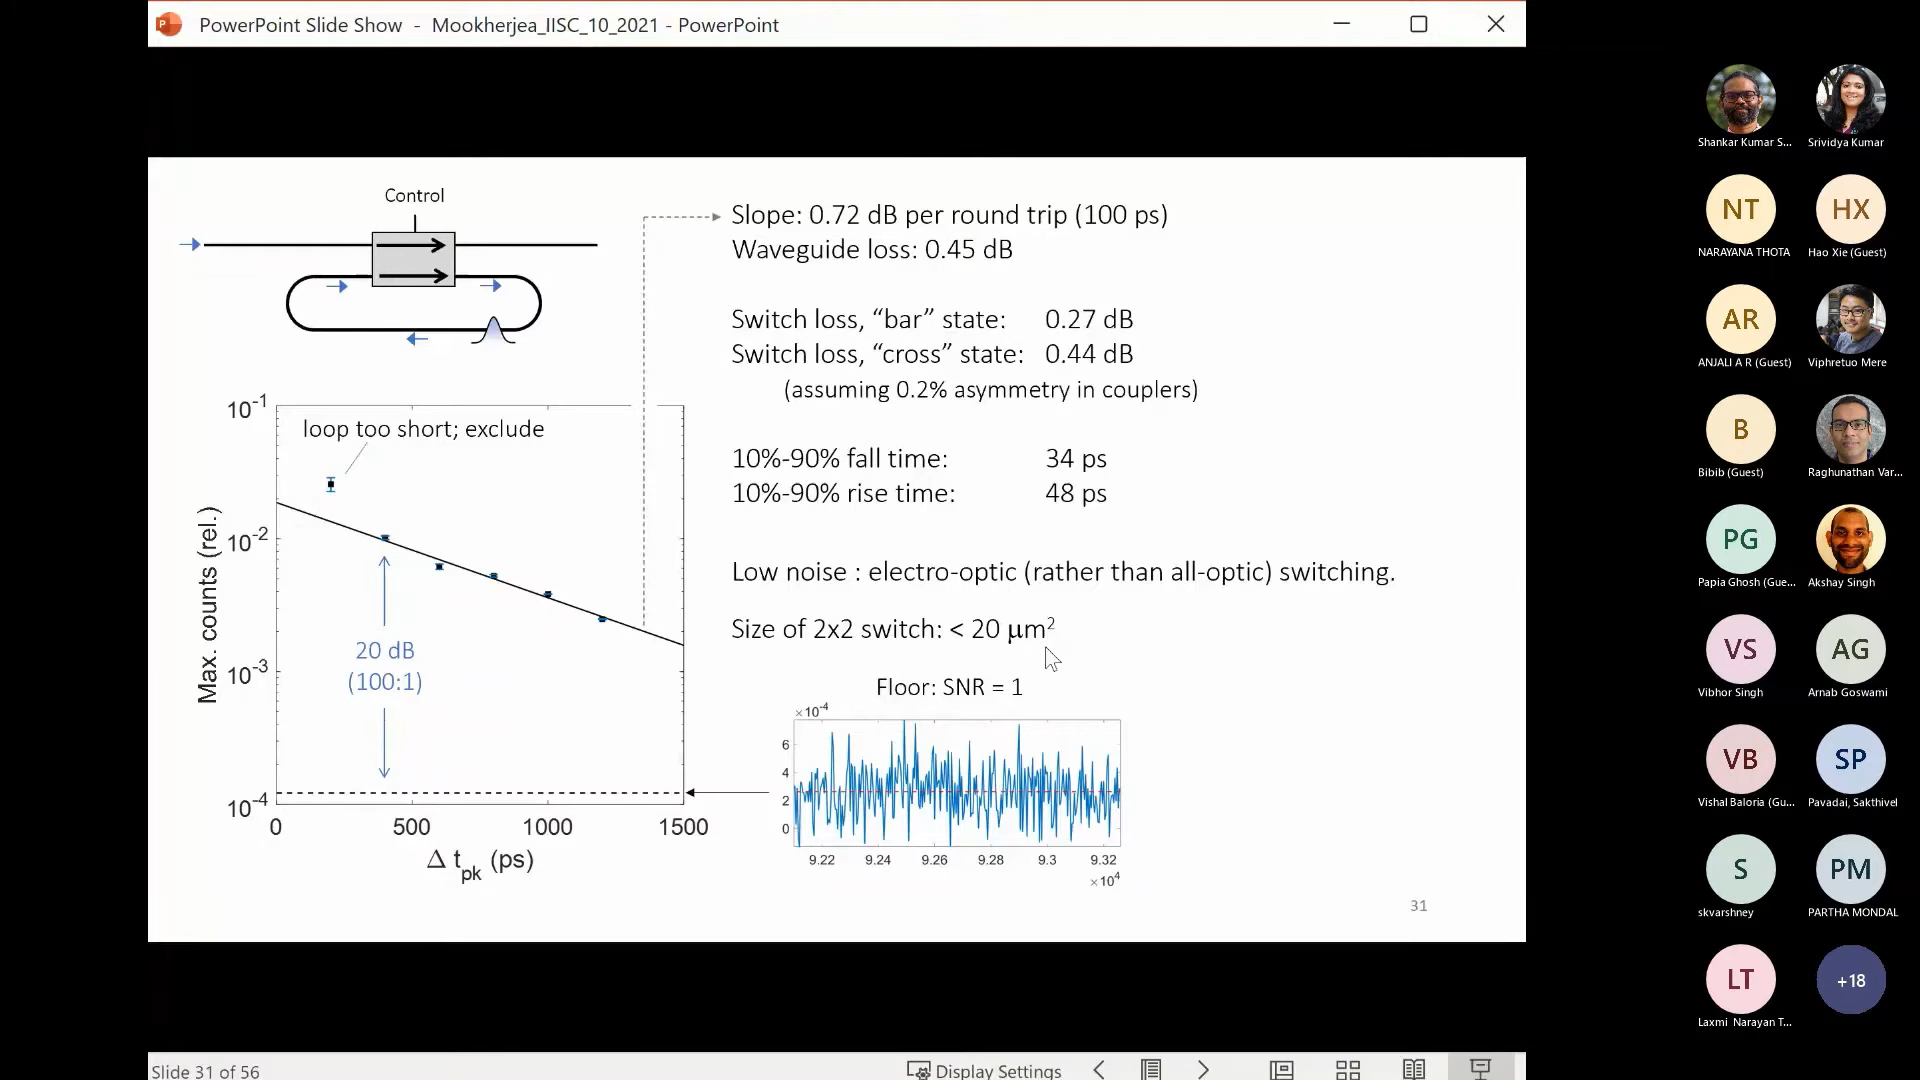 PowerPoint Slide Show - Mookherjea_IISC_10_2021 - PowerPoint
Control
Slope: 0.72 dB per round trip (100 ps)
Waveguide loss: 0.45 dB
Switch loss, “bar” state: 0.27 dB
Switch loss, “cross” state: 0.44 dB
(assuming 0.2% asymmetry in couplers)
10%-90% fall time: 34 ps
10%-90% rise time: 48 ps
Low noise : electro-optic (rather than all-optic) switching.
Size of 2x2 switch: < 20 μm²
Floor: SNR = 1
×10⁻⁴
6
4
2
0
9.22 9.24 9.26 9.28 9.3 9.32
×10⁴
loop too short; exclude
20 dB
(100:1)
Max. counts (rel.)
10⁻¹
10⁻²
10⁻³
10⁻⁴
0 500 1000 1500
Δ t_pk (ps)
31
Slide 31 of 56
Display Settings
Shankar Kumar S...
Srividya Kumar
NT
NARAYANA THOTA
HX
Hao Xie (Guest)
AR
ANJALI A R (Guest)
Viphretuo Mere
B
Bibib (Guest)
Raghunathan Var...
PG
Papia Ghosh (Gue...
Akshay Singh
VS
Vibhor Singh
AG
Arnab Goswami
VB
Vishal Baloria (Gu...
SP
Pavadai, Sakthivel
S
skvarshney
PM
PARTHA MONDAL
LT
Laxmi Narayan T...
+18